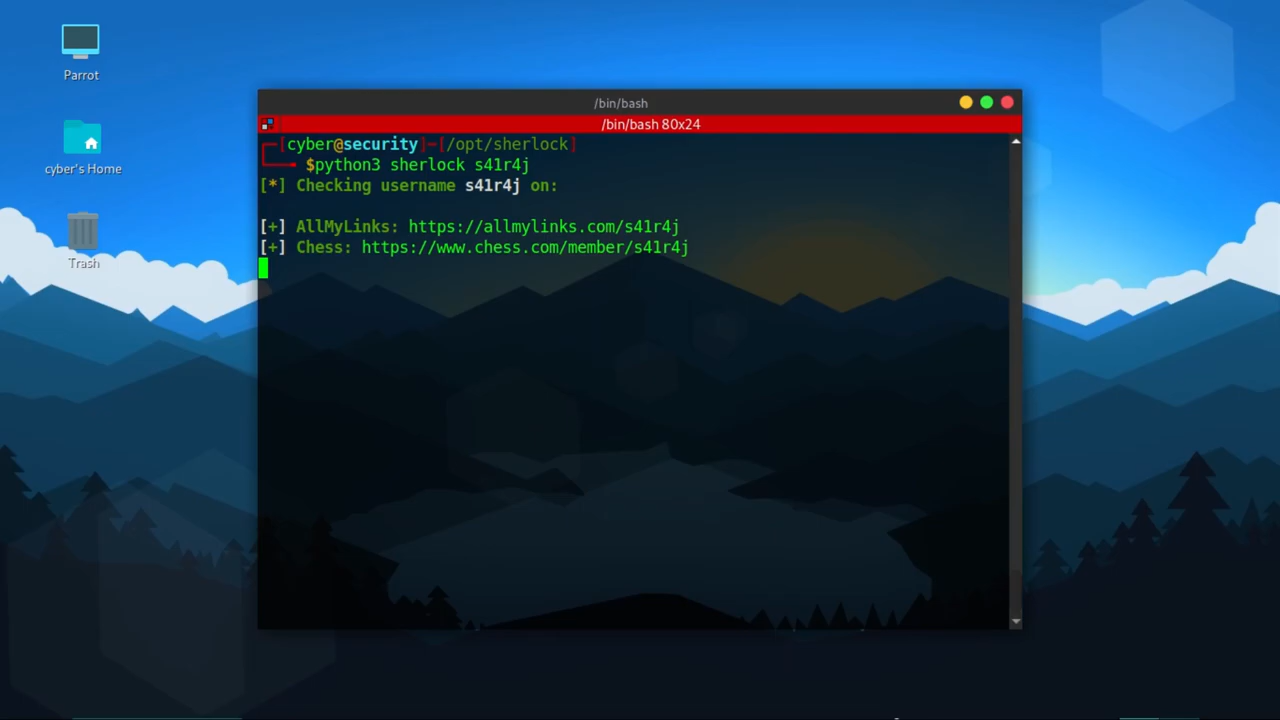 Parrot
cyber's Home
Trash
/bin/bash
/bin/bash 80x24
[cyber@security]-[/opt/sherlock]
$python3 sherlock s41r4j
[*] Checking username s41r4j on:
[+] AllMyLinks: https://allmylinks.com/s41r4j
[+] Chess: https://www.chess.com/member/s41r4j